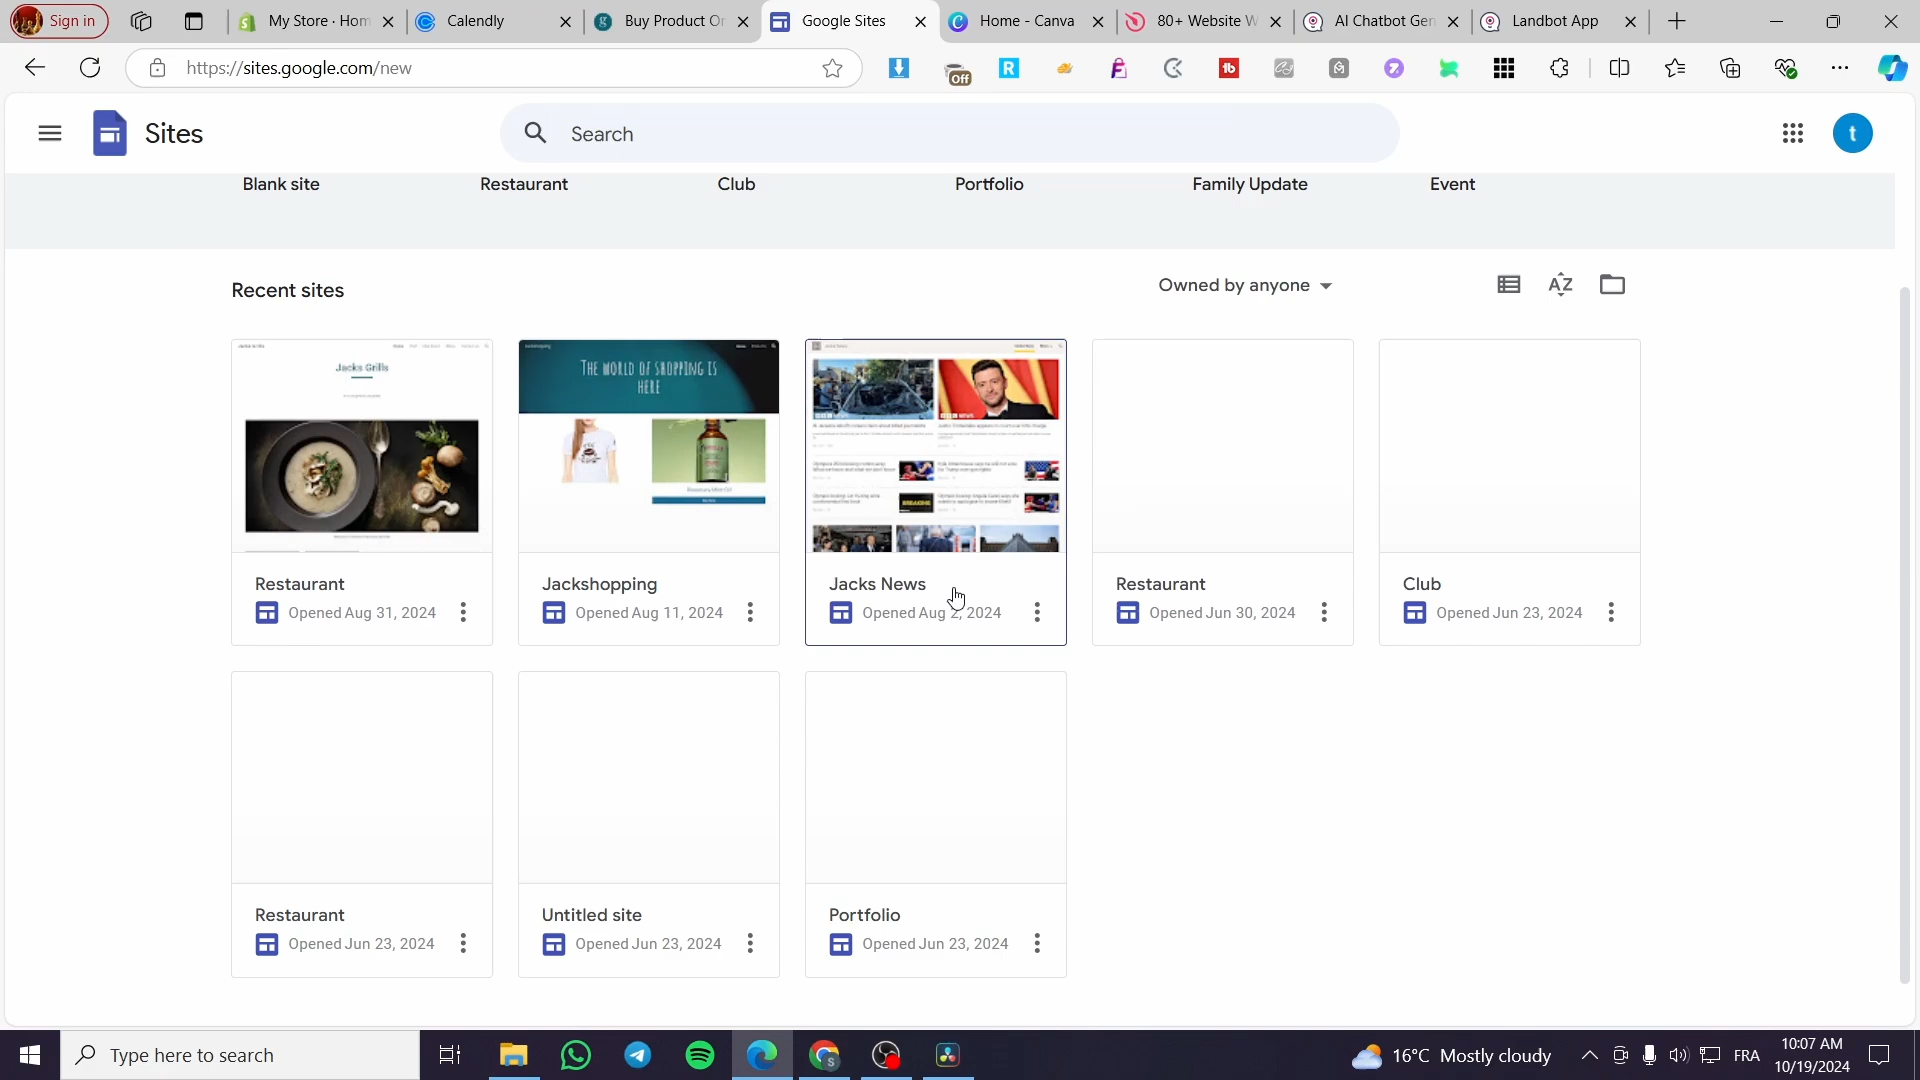 Sign in
My Store · Hom
Calendly
Buy Product On
Google Sites
Home - Canva
80+ Website W
AI Chatbot Gen
Landbot App
https://sites.google.com/new
Off
Sites
Search
t
Blank site
Restaurant
Club
Portfolio
Family Update
Event
Recent sites
Owned by anyone
AZ
Jacks Grills
THE WORLD OF SHOPPING IS
HERE
Restaurant
Opened Aug 31, 2024
Jackshopping
Opened Aug 11, 2024
Jacks News
Opened Aug 2, 2024
Restaurant
Opened Jun 30, 2024
Club
Opened Jun 23, 2024
Restaurant
Opened Jun 23, 2024
Untitled site
Opened Jun 23, 2024
Portfolio
Opened Jun 23, 2024
Type here to search
16°C Mostly cloudy
FRA
10:07 AM
10/19/2024